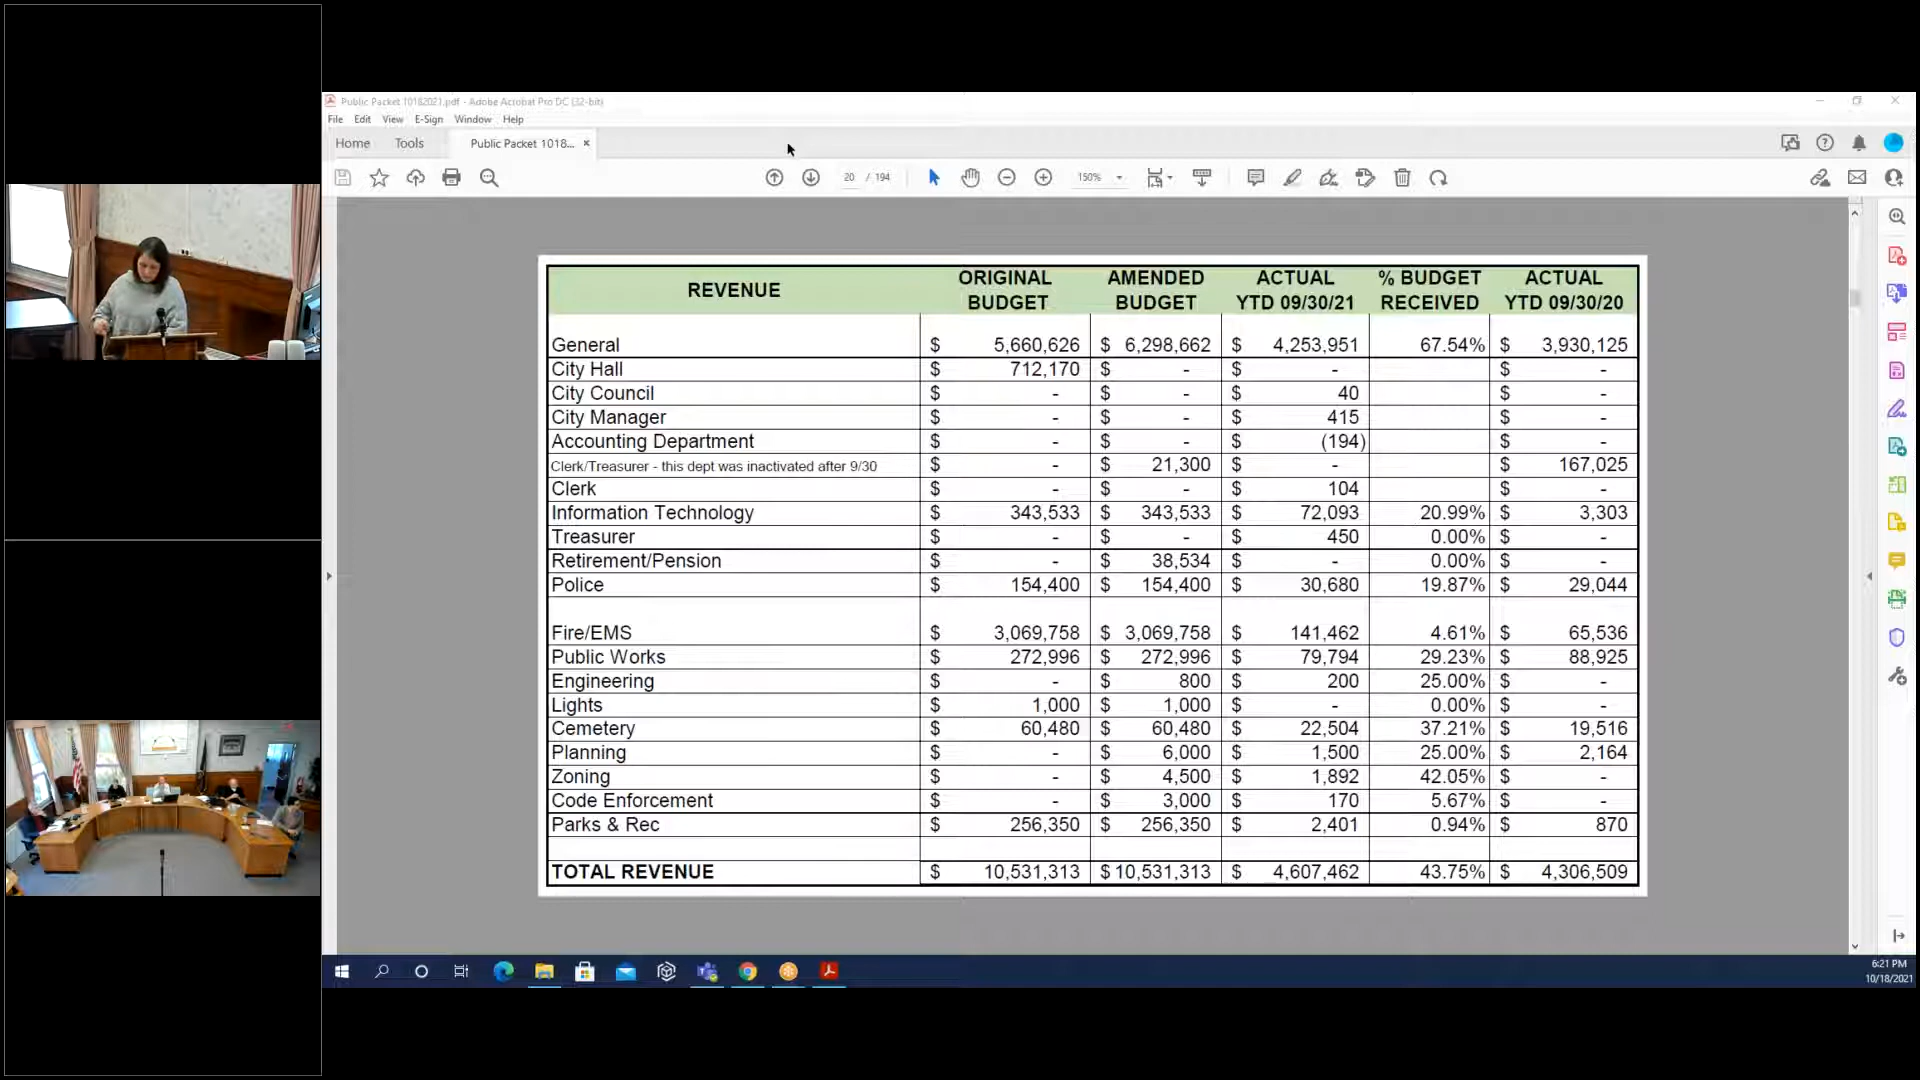 Public Packet 10182021.pdf - Adobe Acrobat Pro DC (32-bit)
File Edit View E-Sign Window Help
Home Tools Public Packet 1018... ×
20 / 194 150%
REVENUE ORIGINAL BUDGET AMENDED BUDGET ACTUAL YTD 09/30/21 % BUDGET RECEIVED ACTUAL YTD 09/30/20
General $ 5,660,626 $ 6,298,662 $ 4,253,951 67.54% $ 3,930,125
City Hall $ 712,170 $ - $ - $ -
City Council $ - $ - $ 40 $ -
City Manager $ - $ - $ 415 $ -
Accounting Department $ - $ - $ (194) $ -
Clerk/Treasurer - this dept was inactivated after 9/30 $ - $ 21,300 $ - $ 167,025
Clerk $ - $ - $ 104 $ -
Information Technology $ 343,533 $ 343,533 $ 72,093 20.99% $ 3,303
Treasurer $ - $ - $ 450 0.00% $ -
Retirement/Pension $ - $ 38,534 $ - 0.00% $ -
Police $ 154,400 $ 154,400 $ 30,680 19.87% $ 29,044
Fire/EMS $ 3,069,758 $ 3,069,758 $ 141,462 4.61% $ 65,536
Public Works $ 272,996 $ 272,996 $ 79,794 29.23% $ 88,925
Engineering $ - $ 800 $ 200 25.00% $ -
Lights $ 1,000 $ 1,000 $ - 0.00% $ -
Cemetery $ 60,480 $ 60,480 $ 22,504 37.21% $ 19,516
Planning $ - $ 6,000 $ 1,500 25.00% $ 2,164
Zoning $ - $ 4,500 $ 1,892 42.05% $ -
Code Enforcement $ - $ 3,000 $ 170 5.67% $ -
Parks & Rec $ 256,350 $ 256,350 $ 2,401 0.94% $ 870
TOTAL REVENUE $ 10,531,313 $ 10,531,313 $ 4,607,462 43.75% $ 4,306,509
6:21 PM
10/18/2021